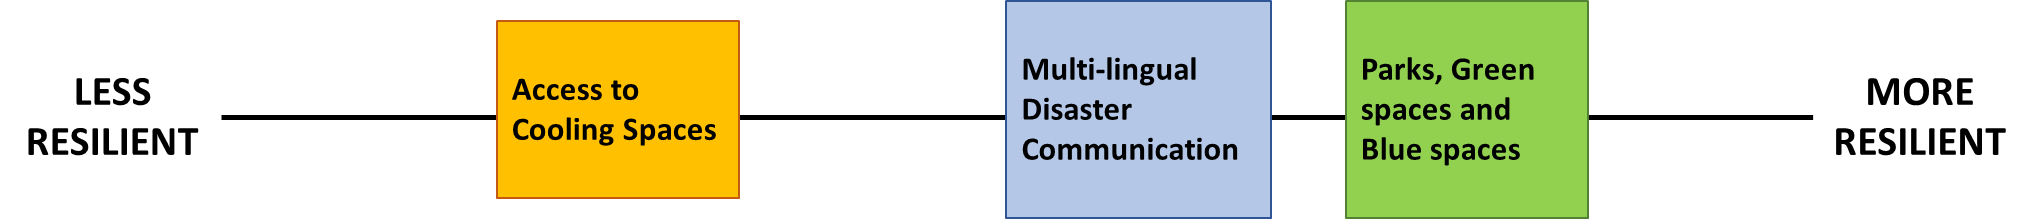 LESS
RESILIENT
Access to
Cooling Spaces
Multi-lingual
Disaster
Communication
Parks, Green
spaces and
Blue spaces
MORE
RESILIENT